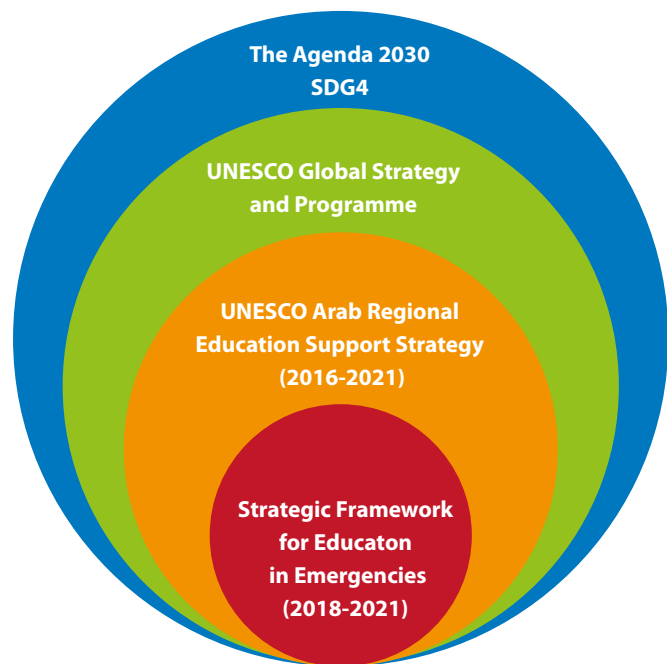 The Agenda 2030
SDG4
UNESCO Global Strategy
and Programme
UNESCO Arab Regional
Education Support Strategy
(2016-2021)
Strategic Framework
for Educaton
in Emergencies
(2018-2021)